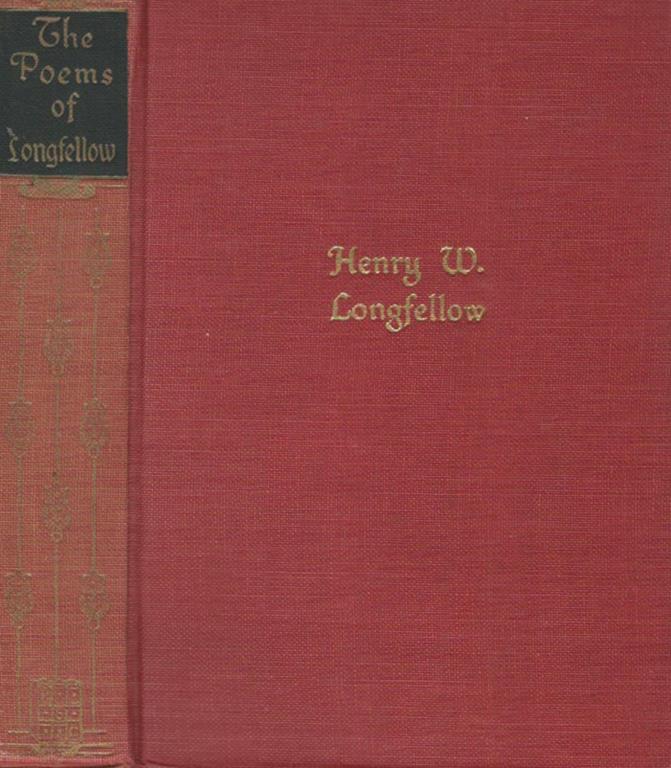 The
Poems
of
Longfellow
Henry W.
Longfellow